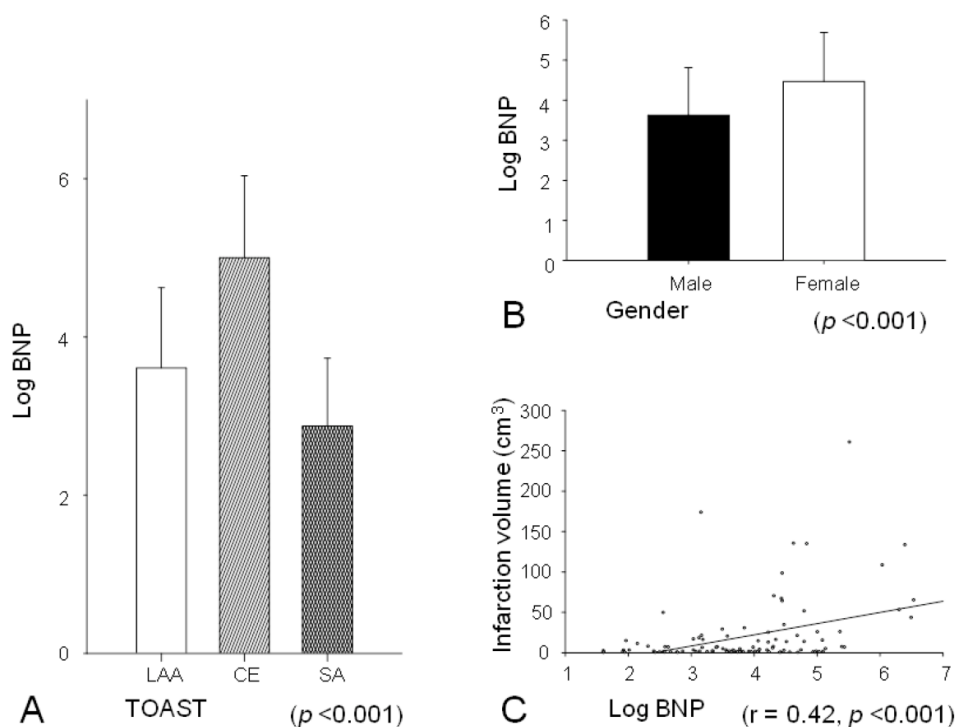 6
4
2
0
Log BNP
LAA CE SA
A TOAST (p <0.001)
6
5
4
3
2
1
0
Log BNP
Male Female
B Gender (p <0.001)
300
250
200
150
100
50
0
Infarction volume (cm³)
1 2 3 4 5 6 7
C Log BNP (r = 0.42, p <0.001)